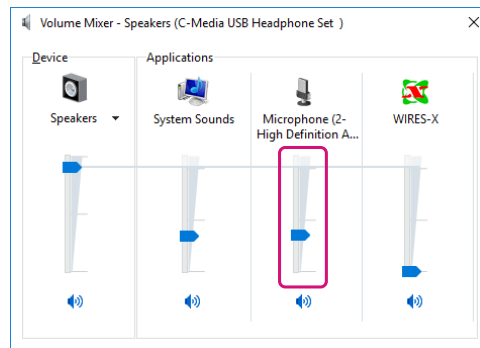 Volume Mixer - Speakers (C-Media USB Headphone Set )
Device
Applications
Speakers
System Sounds
Microphone (2-
High Definition A...
WIRES-X